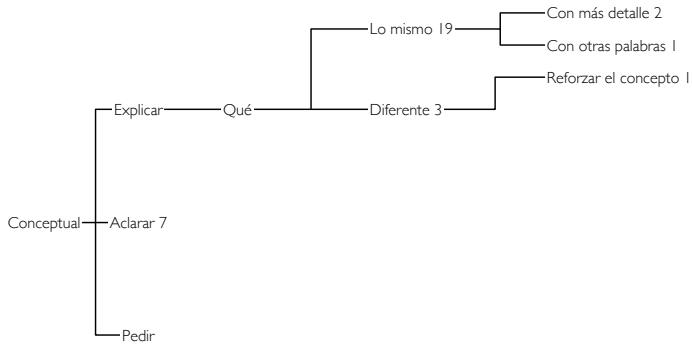 Con más detalle 2
Lo mismo 19
Con otras palabras 1
Reforzar el concepto 1
Explicar
Qué
Diferente 3
Conceptual
Aclarar 7
Pedir